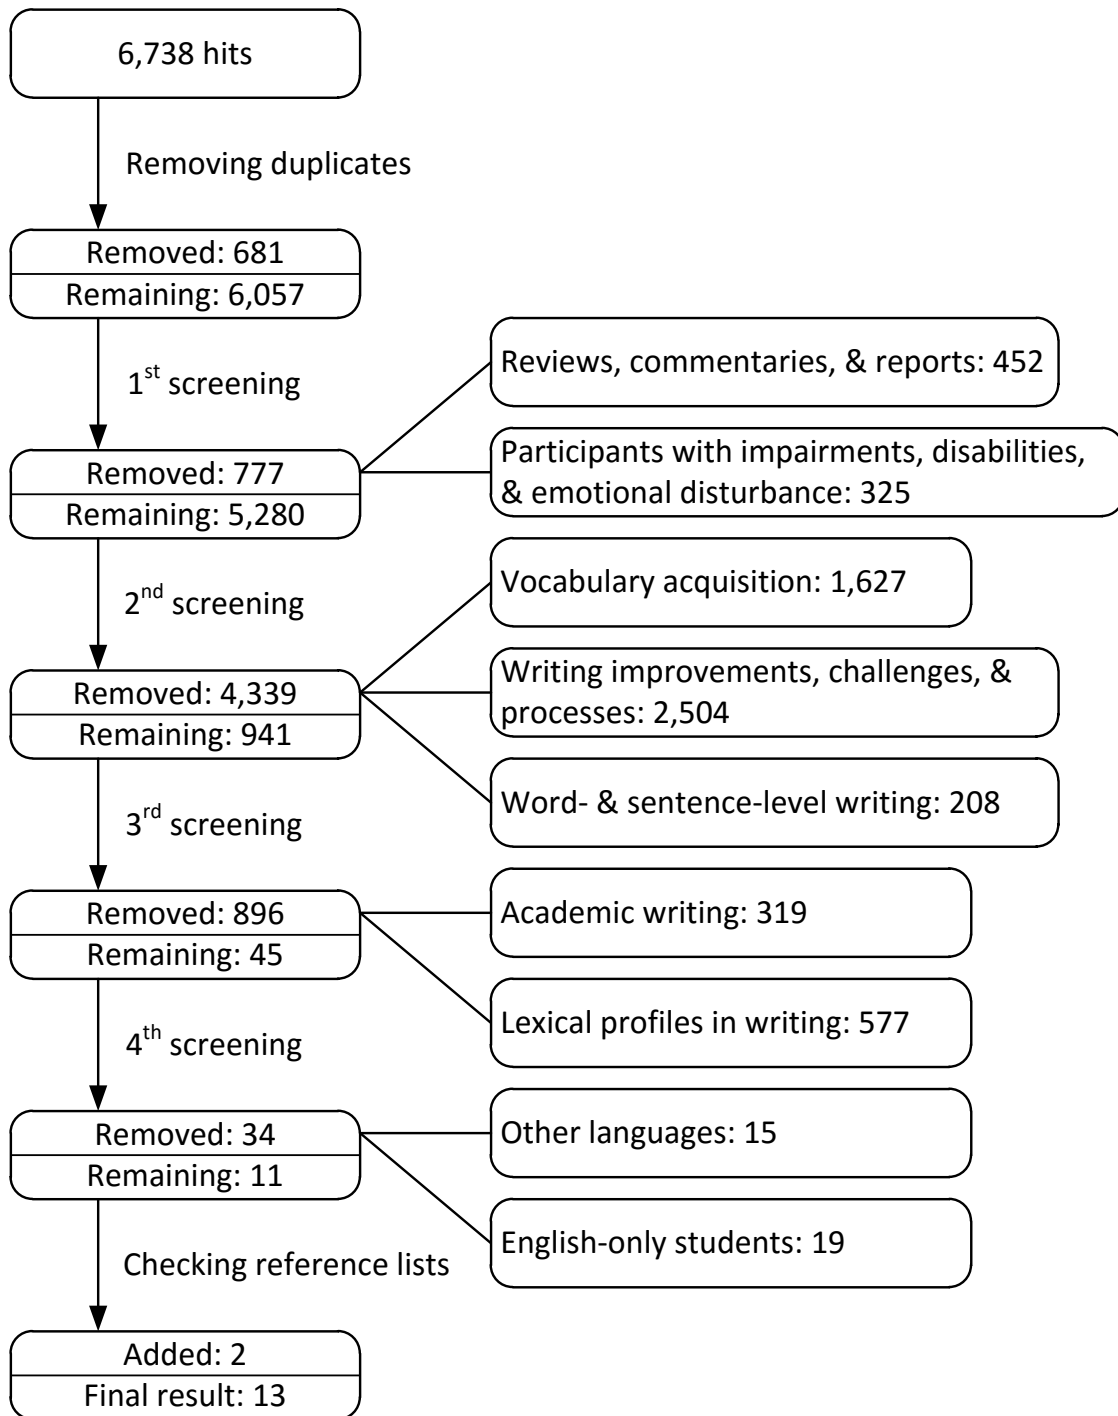 6,738 hits
Removing duplicates
Removed: 681
Remaining: 6,057
1st screening
Reviews, commentaries, & reports: 452
Participants with impairments, disabilities,
& emotional disturbance: 325
Removed: 777
Remaining: 5,280
2nd screening
Vocabulary acquisition: 1,627
Writing improvements, challenges, &
processes: 2,504
Word- & sentence-level writing: 208
Removed: 4,339
Remaining: 941
3rd screening
Academic writing: 319
Lexical profiles in writing: 577
Removed: 896
Remaining: 45
4th screening
Other languages: 15
English-only students: 19
Removed: 34
Remaining: 11
Checking reference lists
Added: 2
Final result: 13